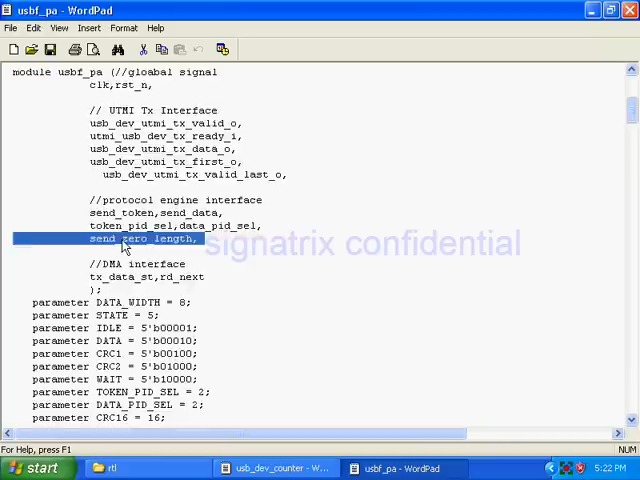 usbf_pa - WordPad
File Edit View Insert Format Help
module usbf_pa (//gloabal signal
clk,rst_n,
// UTMI Tx Interface
usb_dev_utmi_tx_valid_o,
utmi_usb_dev_tx_ready_i,
usb_dev_utmi_tx_data_o,
usb_dev_utmi_tx_first_o,
usb_dev_utmi_tx_valid_last_o,
//protocol engine interface
send_token,send_data,
token_pid_sel,data_pid_sel,
send_zero_length,
signatrix confidential
//DMA interface
tx_data_st,rd_next
);
parameter DATA_WIDTH = 8;
parameter STATE = 5;
parameter IDLE = 5'b00001;
parameter DATA = 5'b00010;
parameter CRC1 = 5'b00100;
parameter CRC2 = 5'b01000;
parameter WAIT = 5'b10000;
parameter TOKEN_PID_SEL = 2;
parameter DATA_PID_SEL = 2;
parameter CRC16 = 16;
For Help, press F1 NUM
start rtl usb_dev_counter - W... usbf_pa - WordPad 5:22 PM